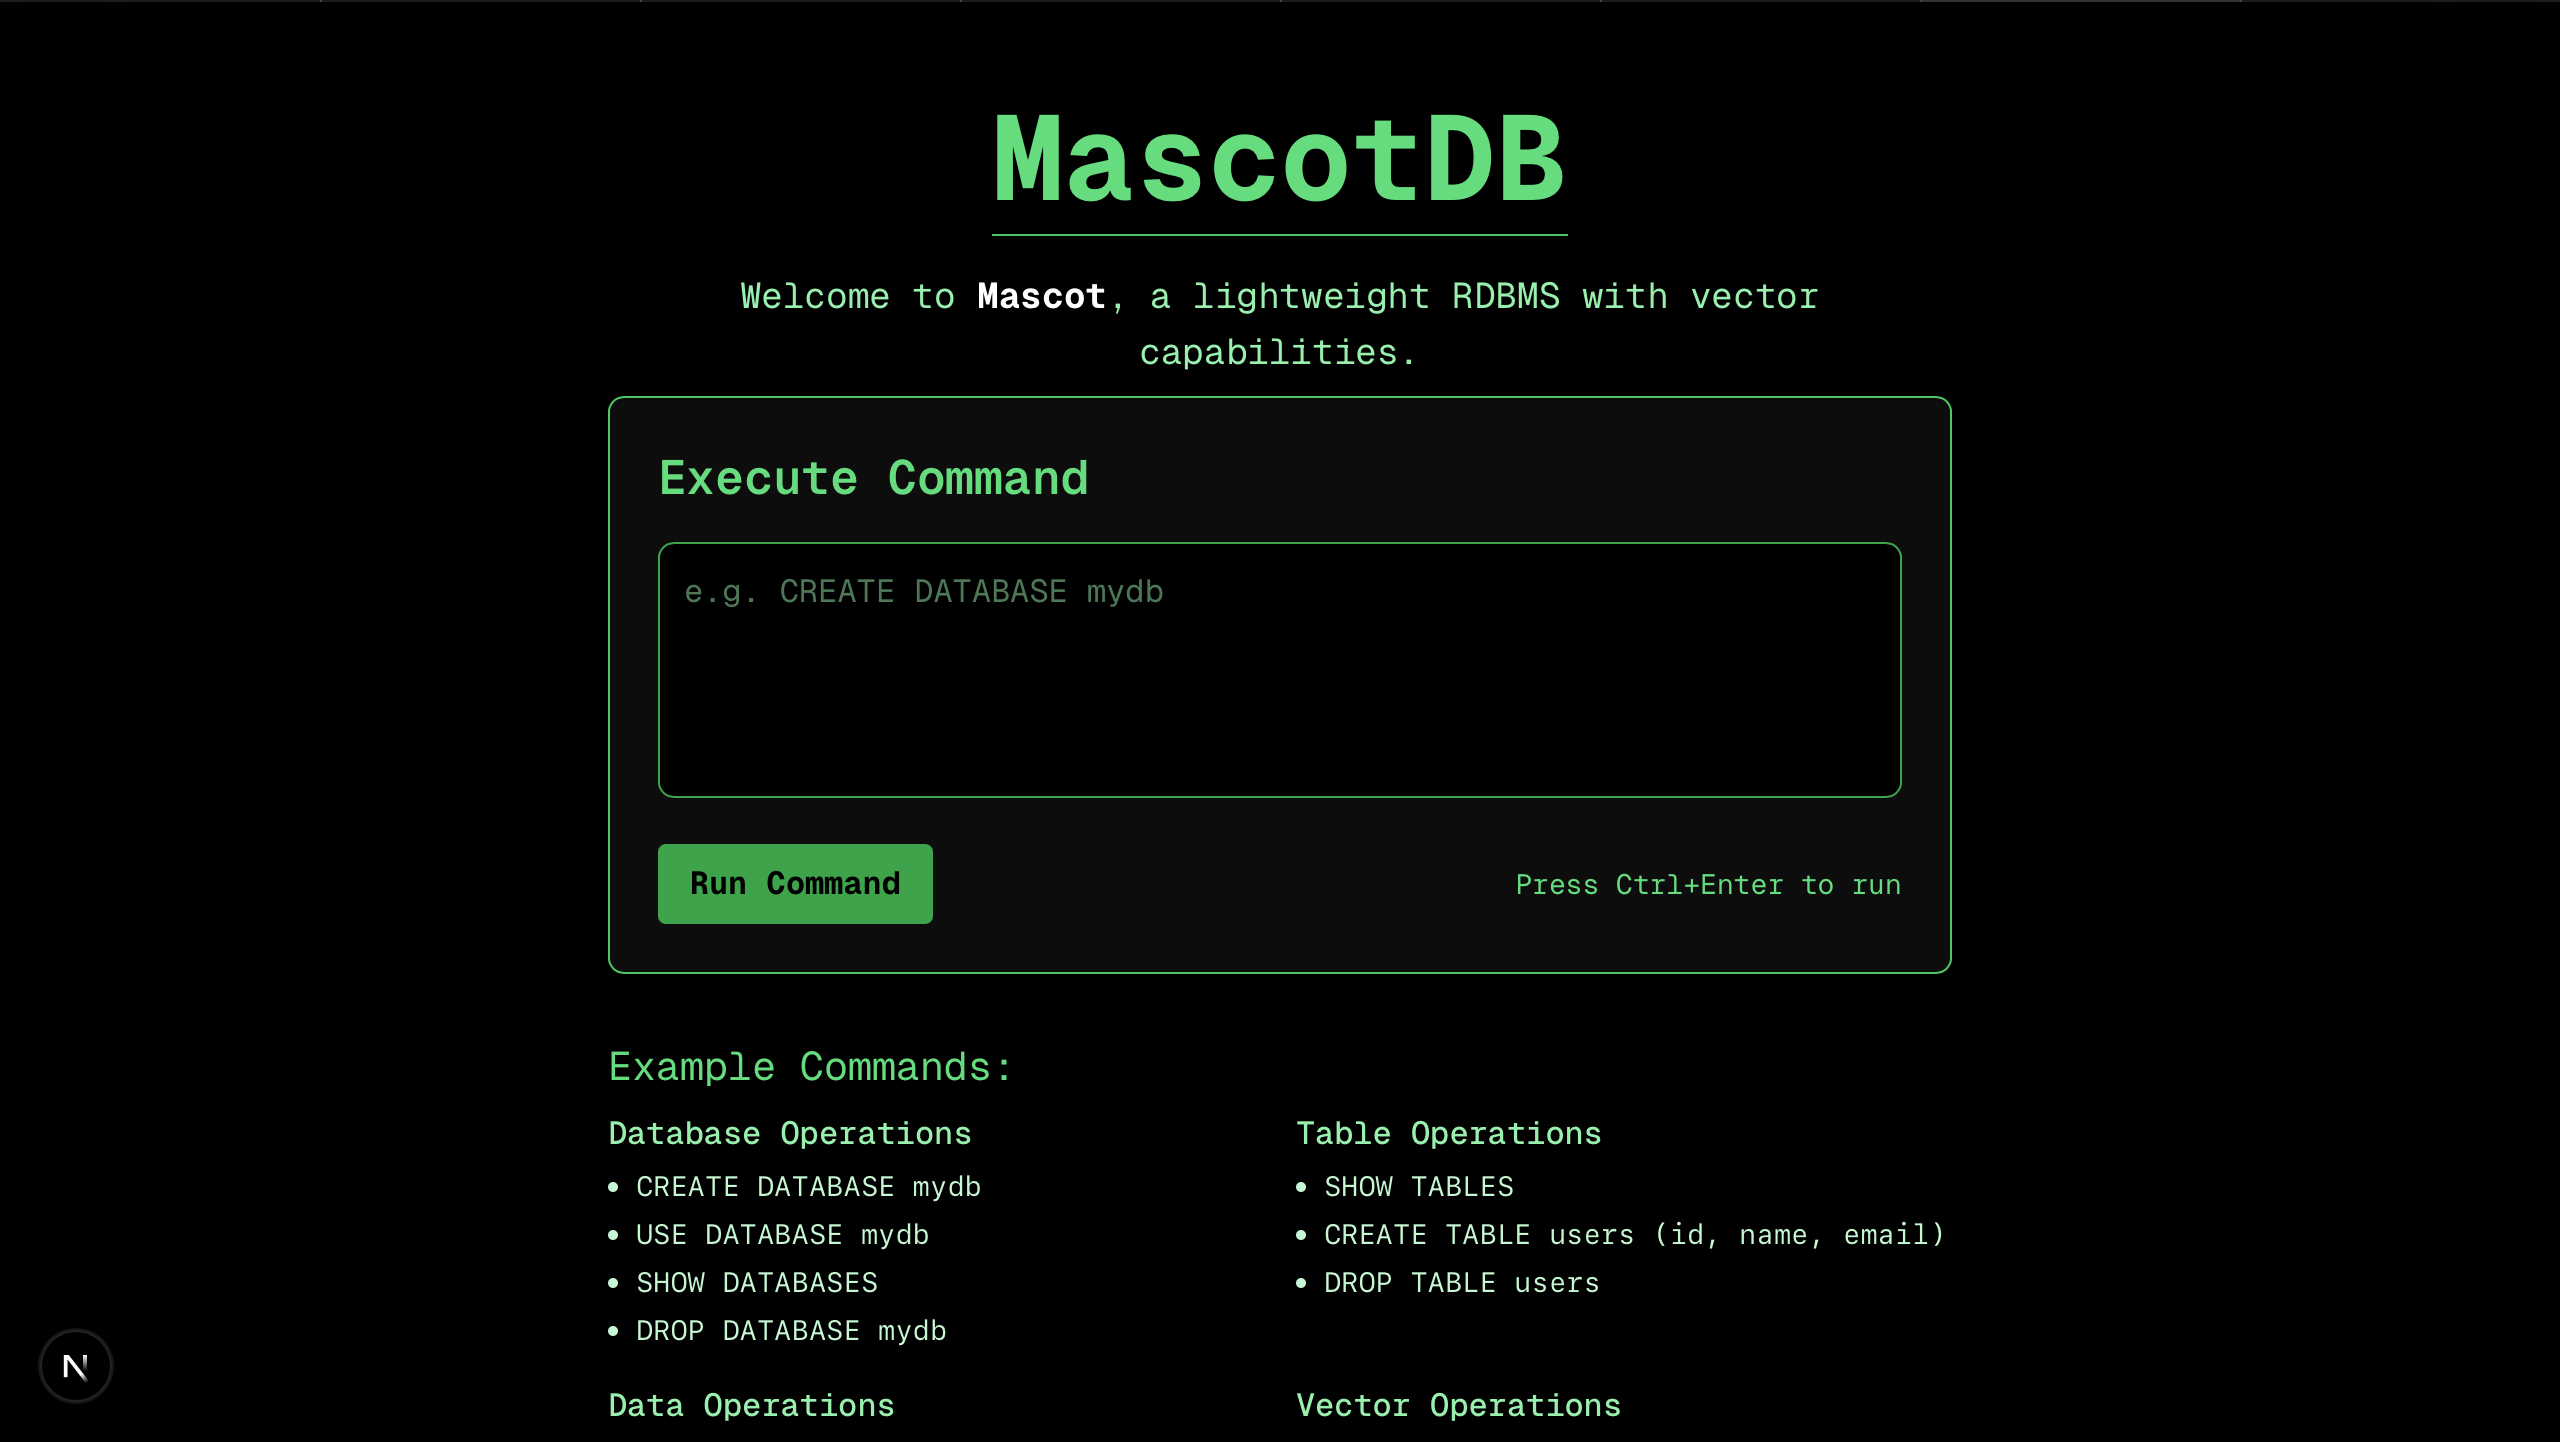 MascotDB
Welcome to Mascot, a lightweight RDBMS with vector
capabilities.
Execute Command
e.g. CREATE DATABASE mydb
Run Command
Press Ctrl+Enter to run
Example Commands:
Database Operations
• CREATE DATABASE mydb
• USE DATABASE mydb
• SHOW DATABASES
• DROP DATABASE mydb
Table Operations
• SHOW TABLES
• CREATE TABLE users (id, name, email)
• DROP TABLE users
Data Operations
Vector Operations
N